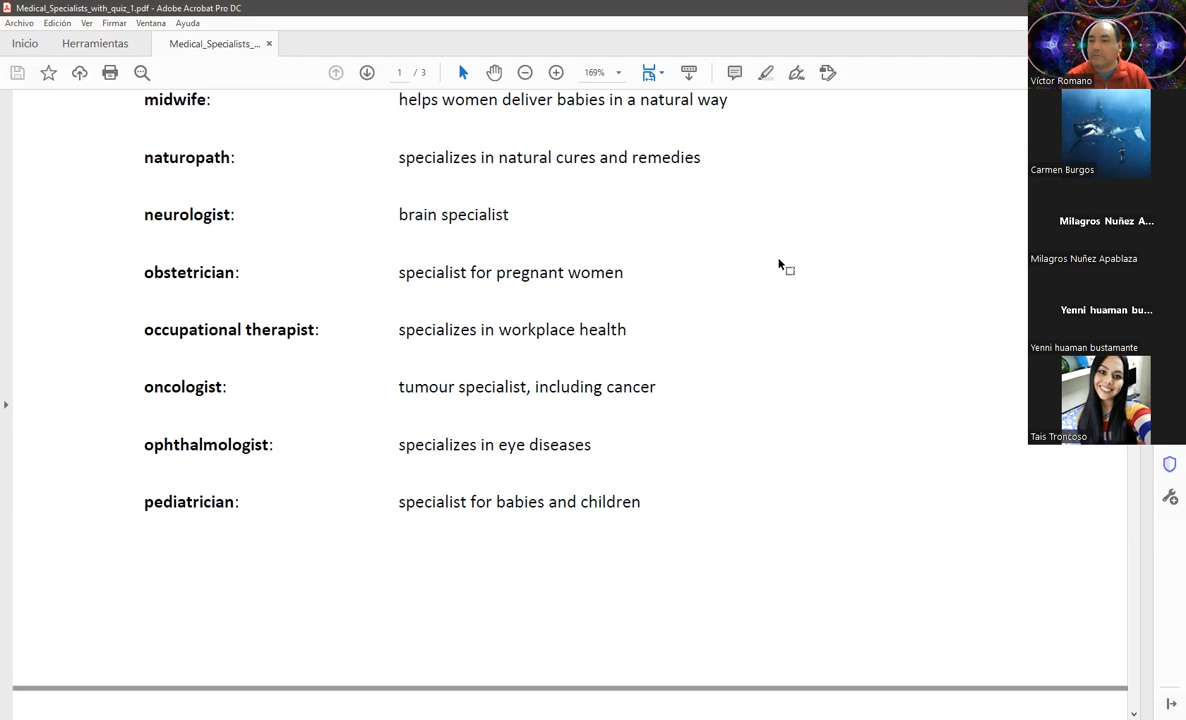 Medical_Specialists_with_quiz_1.pdf - Adobe Acrobat Pro DC
Archivo Edición Ver Firmar Ventana Ayuda
Inicio Herramientas Medical_Specialists_... ×
1 / 3 169%
midwife: helps women deliver babies in a natural way
naturopath: specializes in natural cures and remedies
neurologist: brain specialist
obstetrician: specialist for pregnant women
occupational therapist: specializes in workplace health
oncologist: tumour specialist, including cancer
ophthalmologist: specializes in eye diseases
pediatrician: specialist for babies and children
Víctor Romano
Carmen Burgos
Milagros Nuñez A...
Milagros Nuñez Apablaza
Yenni huaman bu...
Yenni huaman bustamante
Tais Troncoso